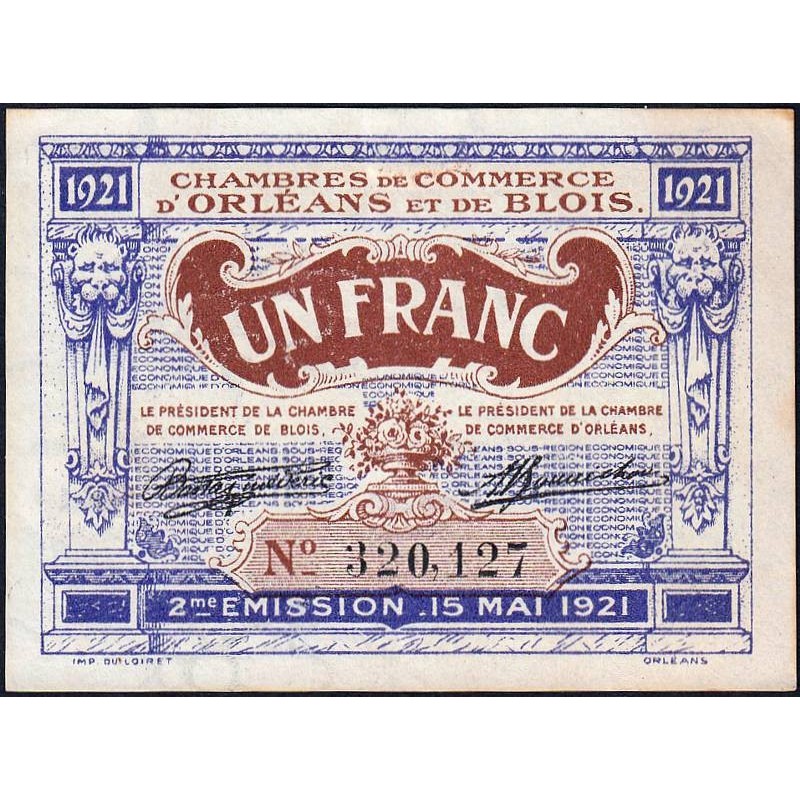 1921
CHAMBRES DE COMMERCE
D'ORLÉANS ET DE BLOIS.
1921
UN FRANC
LE PRÉSIDENT DE LA CHAMBRE
DE COMMERCE DE BLOIS,
LE PRÉSIDENT DE LA CHAMBRE
DE COMMERCE D'ORLÉANS,
Nº 320,127
2me EMISSION .15 MAI 1921
IMP. DU LOIRET
ORLÉANS